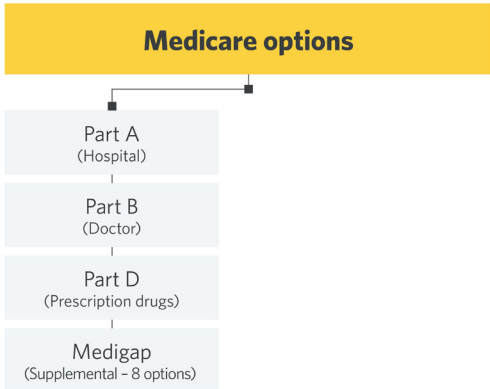 Medicare options
Part A
(Hospital)
Part B
(Doctor)
Part D
(Prescription drugs)
Medigap
(Supplemental – 8 options)